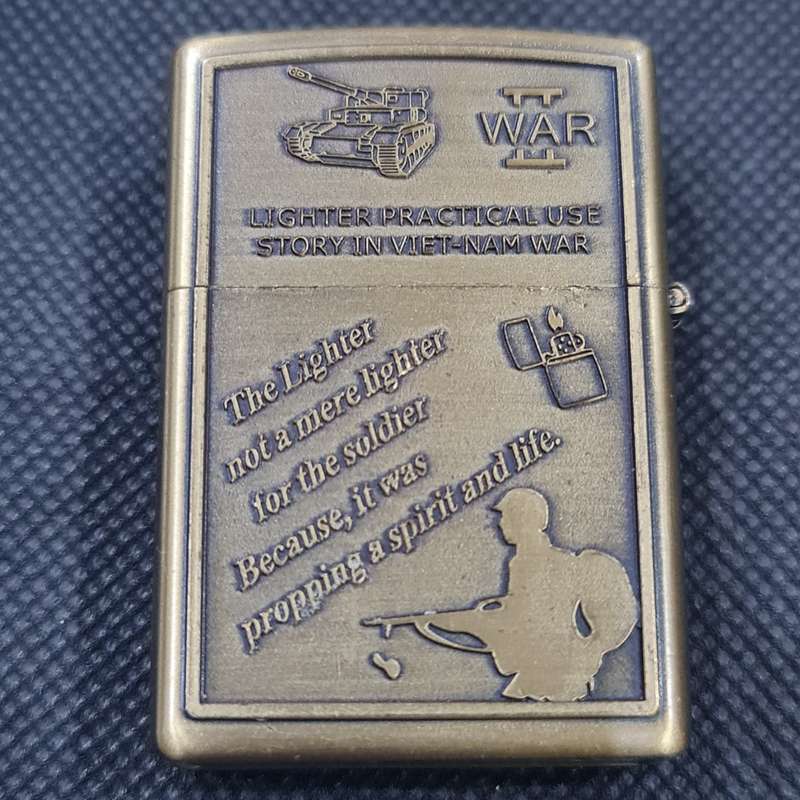 II
WAR
LIGHTER PRACTICAL USE
STORY IN VIET-NAM WAR
The Lighter
not a mere lighter
for the soldier
Because, it was
propping a spirit and life.